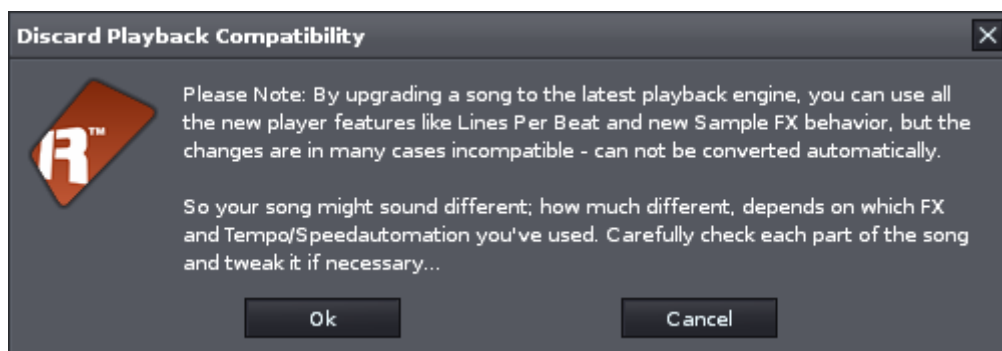 Discard Playback Compatibility
R™
Please Note: By upgrading a song to the latest playback engine, you can use all
the new player features like Lines Per Beat and new Sample FX behavior, but the
changes are in many cases incompatible - can not be converted automatically.
So your song might sound different; how much different, depends on which FX
and Tempo/Speedautomation you've used. Carefully check each part of the song
and tweak it if necessary...
Ok
Cancel